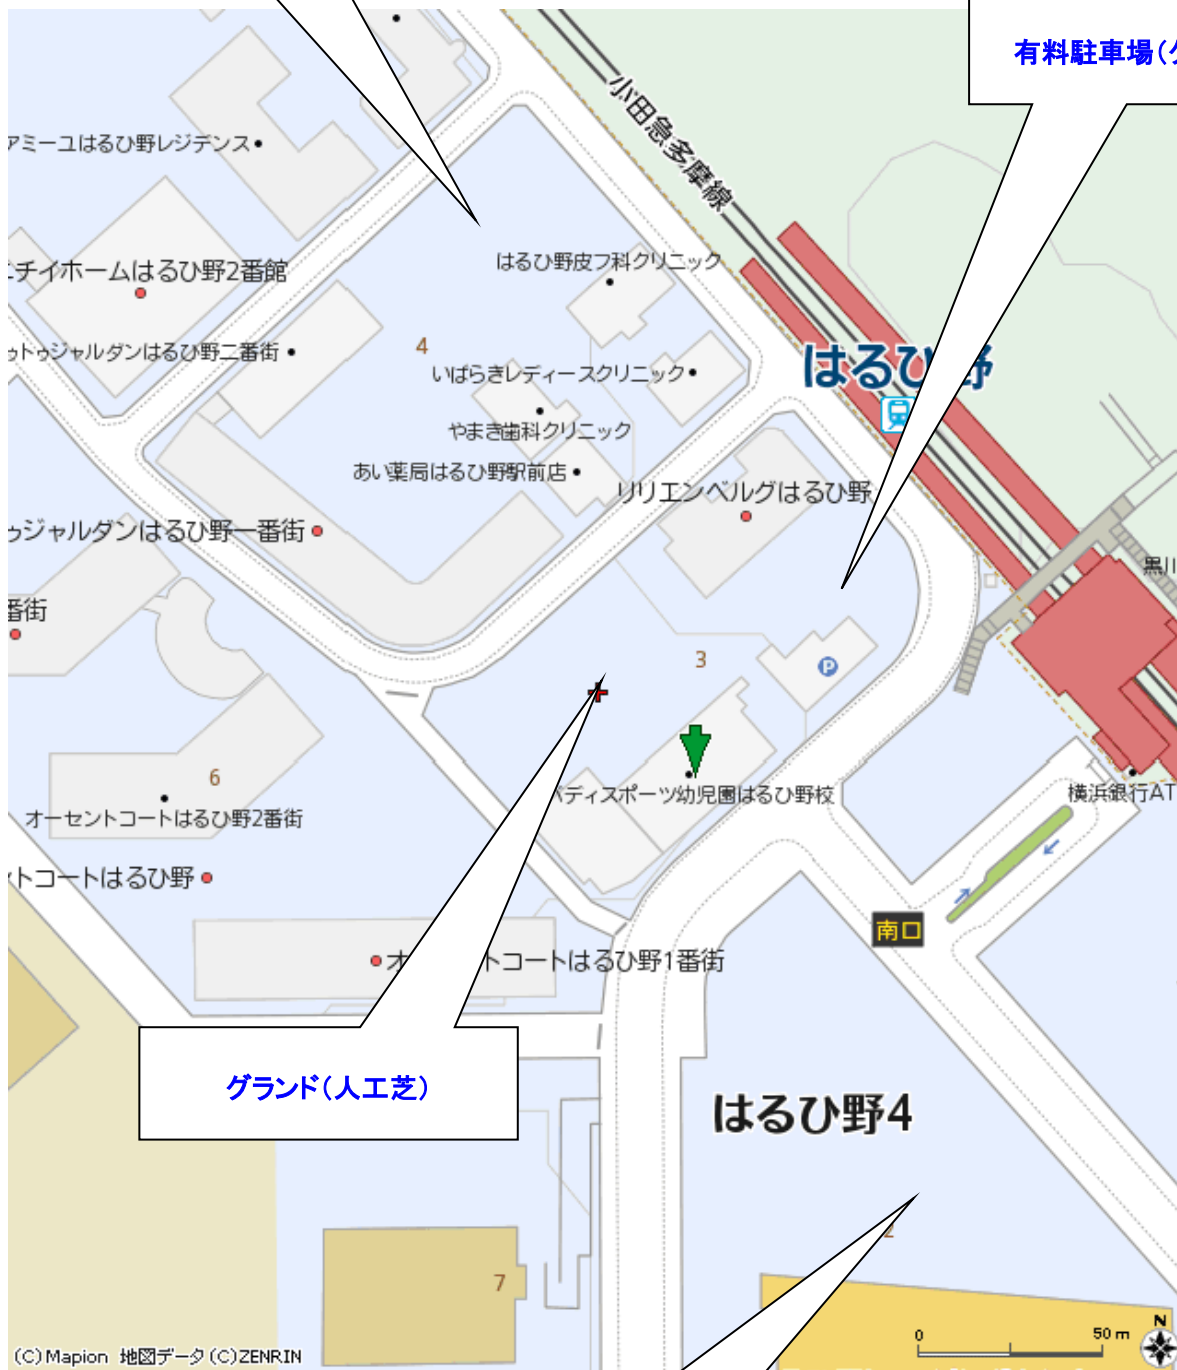 有料駐車場(
小田急多摩線
アミーユはるひ野レジデンス
はるひ野皮フ科クリニック
チイホームはるひ野2番館
4
はるひ野
ゥトゥジャルダンはるひ野二番街
いばらきレディースクリニック
やまき歯科クリニック
あい薬局はるひ野駅前店
リリエンベルグはるひ野
ゥジャルダンはるひ野一番街
黒川
番街
3
P
6
バディスポーツ幼児園はるひ野校
横浜銀行AT
オーセントコートはるひ野2番街
トコートはるひ野
南口
オ
ントコートはるひ野1番街
グランド(人工芝)
はるひ野4
2
7
0
50 m
N
(C)Mapion 地図データ(C)ZENRIN